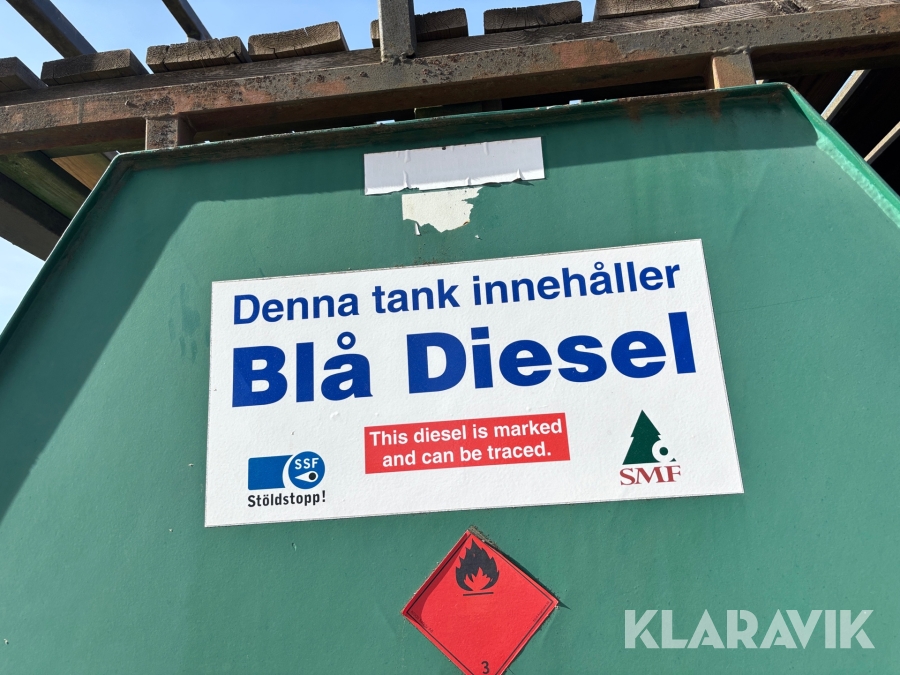 Denna tank innehåller
Blå Diesel
This diesel is marked
and can be traced.
SSF
Stöldstopp!
SMF
3
KLARAVIK